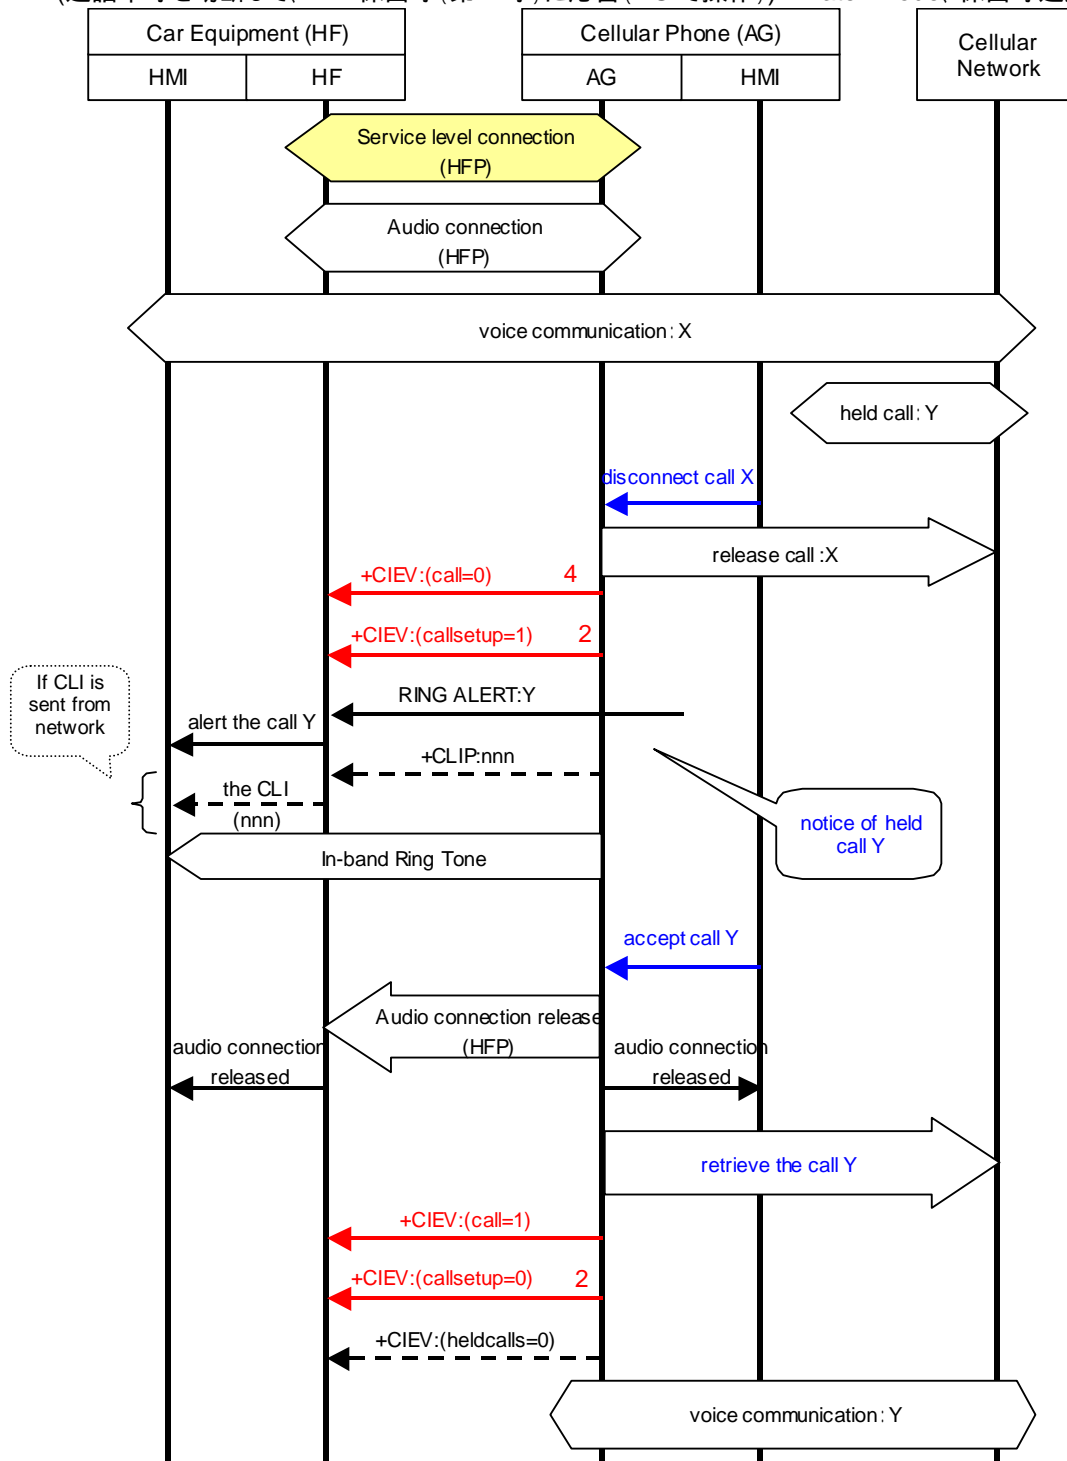 Car Equipment (HF)
Cellular Phone (AG)
Cellular
Network
HMI
HF
AG
HMI
Service level connection
(HFP)
Audio connection
(HFP)
voice communication: X
held call: Y
disconnect call X
release call :X
+CIEV:(call=0) 4
+CIEV:(callsetup=1) 2
If CLI is
sent from
network
RING ALERT:Y
alert the call Y
+CLIP:nnn
the CLI
(nnn)
notice of held
call Y
In-band Ring Tone
accept call Y
Audio connection release
(HFP)
audio connection
released
audio connection
released
retrieve the call Y
+CIEV:(call=1)
+CIEV:(callsetup=0) 2
+CIEV:(heldcalls=0)
voice communication: Y